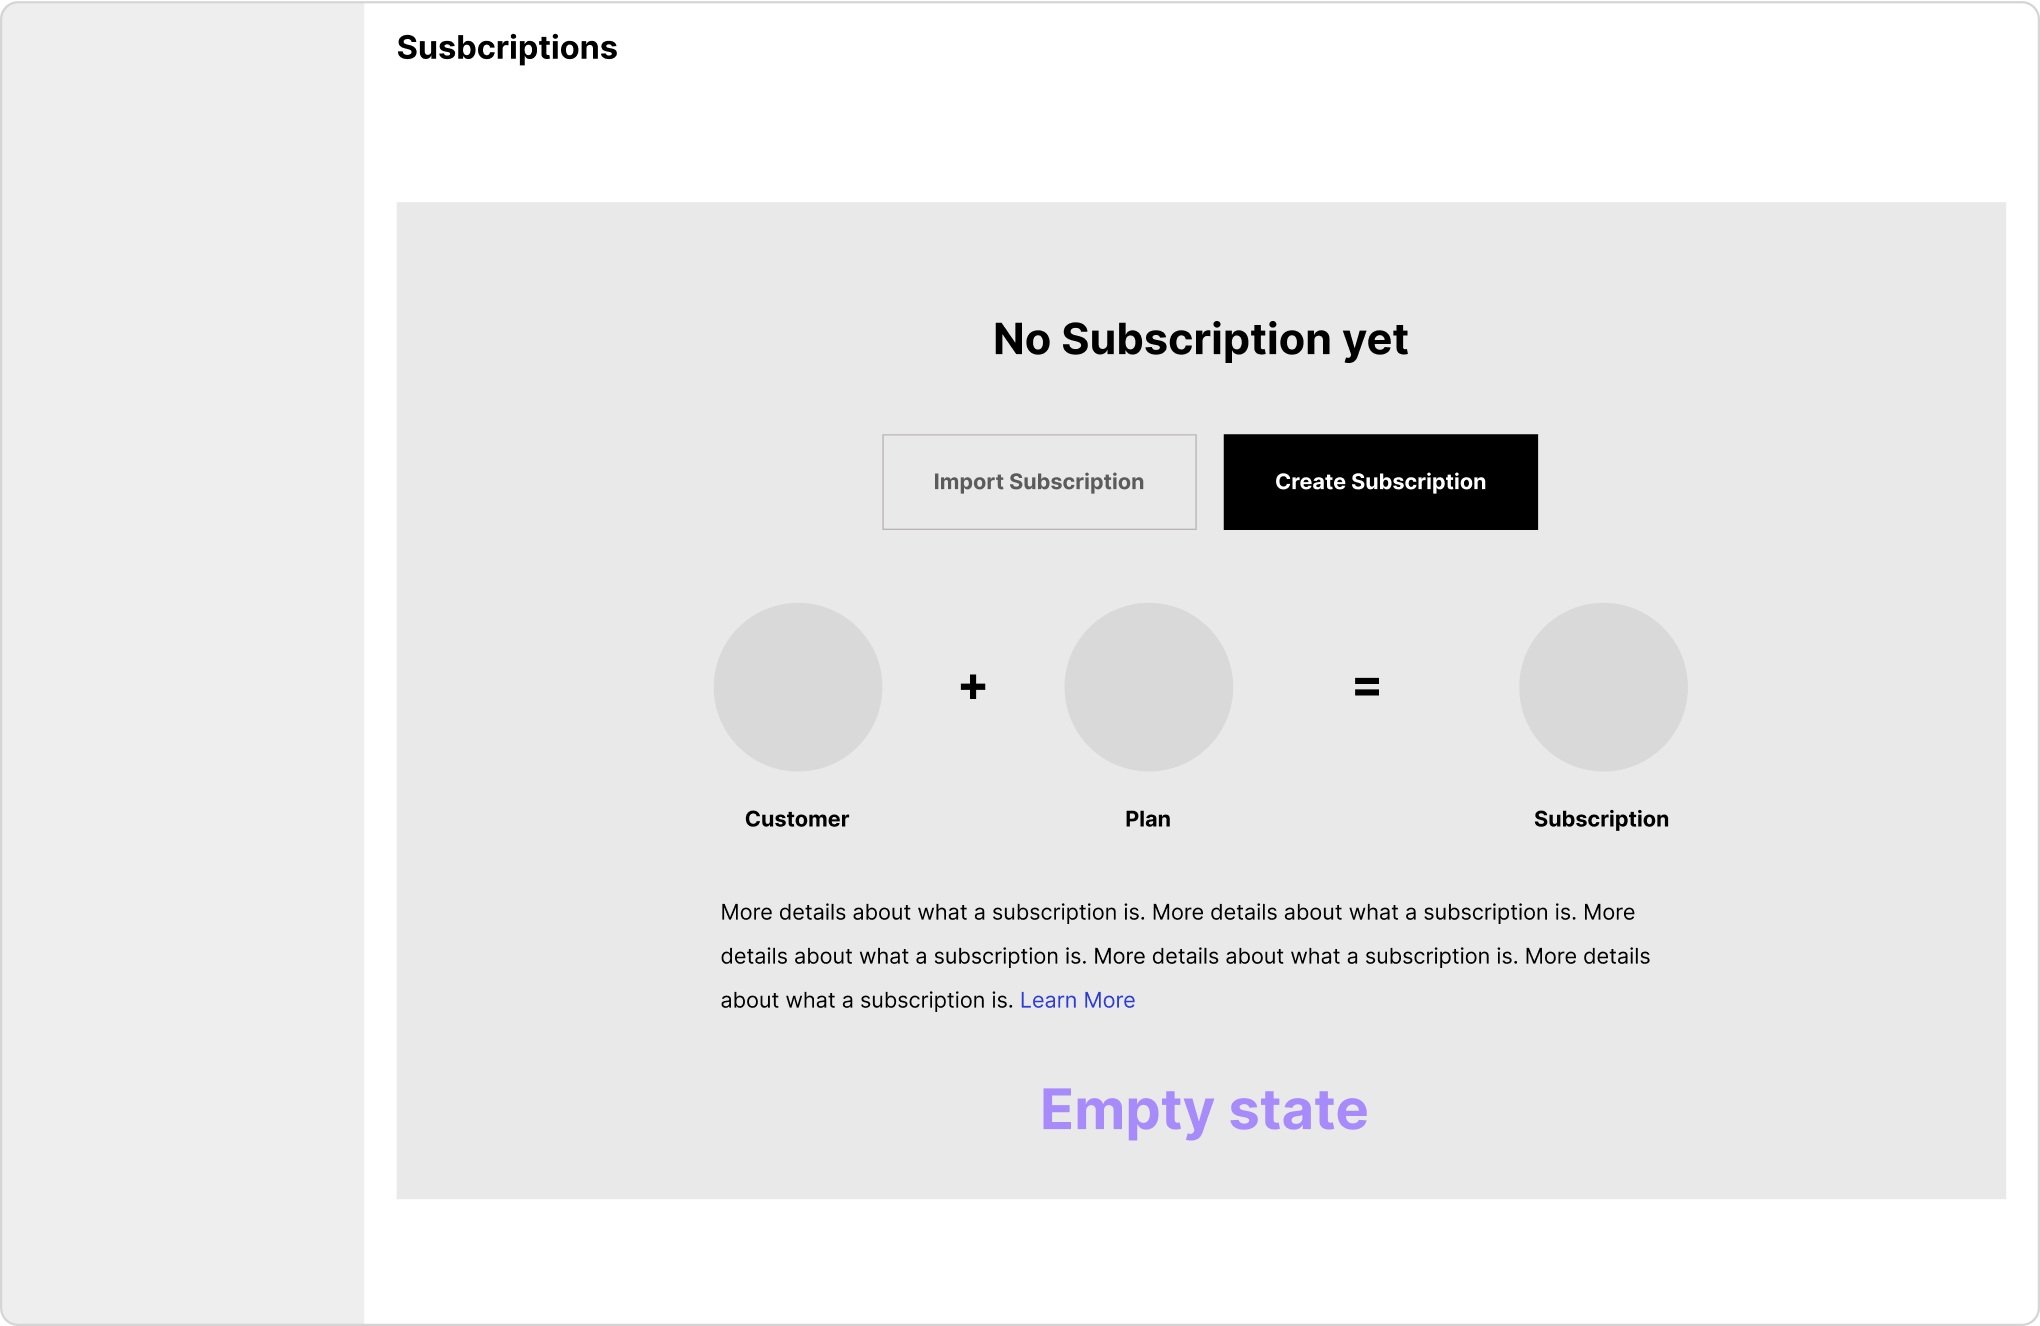 Susbcriptions
No Subscription yet
Import Subscription
Create Subscription
+
=
Customer
Plan
Subscription
More details about what a subscription is. More details about what a subscription is. More
details about what a subscription is. More details about what a subscription is. More details
about what a subscription is. Learn More
Empty state